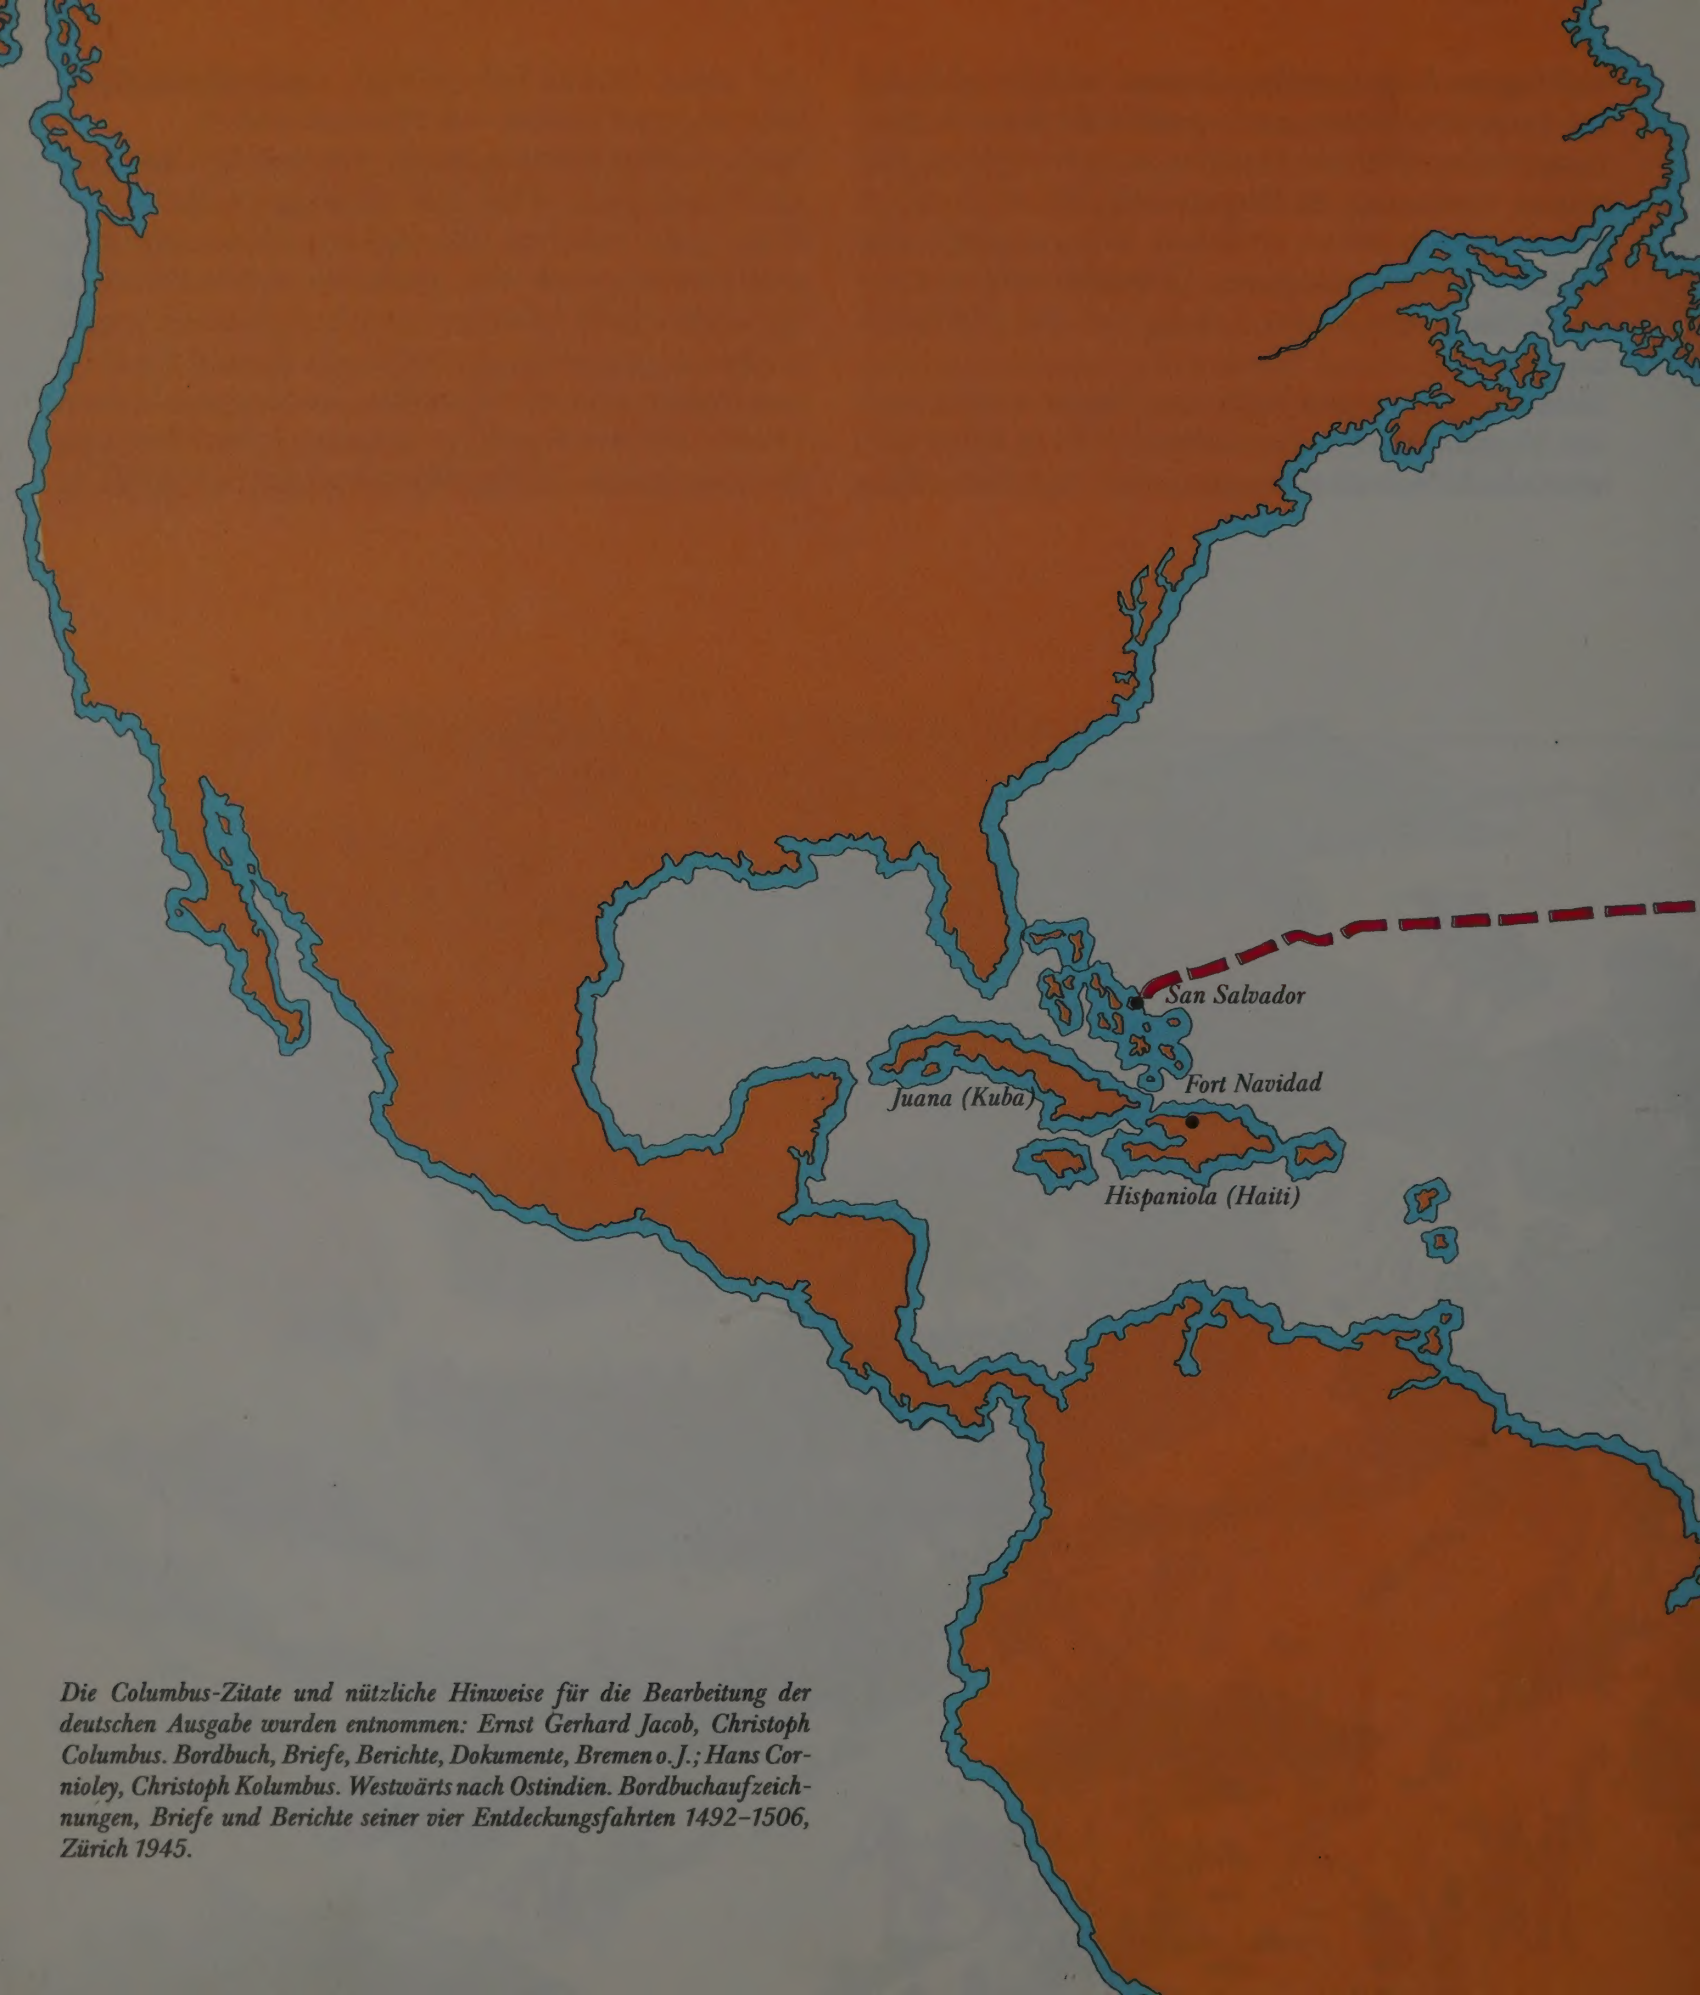 San Salvador
Fort Navidad
Juana (Kuba)
Hispaniola (Haiti)
Die Columbus-Zitate und nützliche Hinweise für die Bearbeitung der
deutschen Ausgabe wurden entnommen: Ernst Gerhard Jacob, Christoph
Columbus. Bordbuch, Briefe, Berichte, Dokumente, Bremen o. J.; Hans Cor-
nioley, Christoph Kolumbus. Westwärts nach Ostindien. Bordbuchaufzeich-
nungen, Briefe und Berichte seiner vier Entdeckungsfahrten 1492–1506,
Zürich 1945.